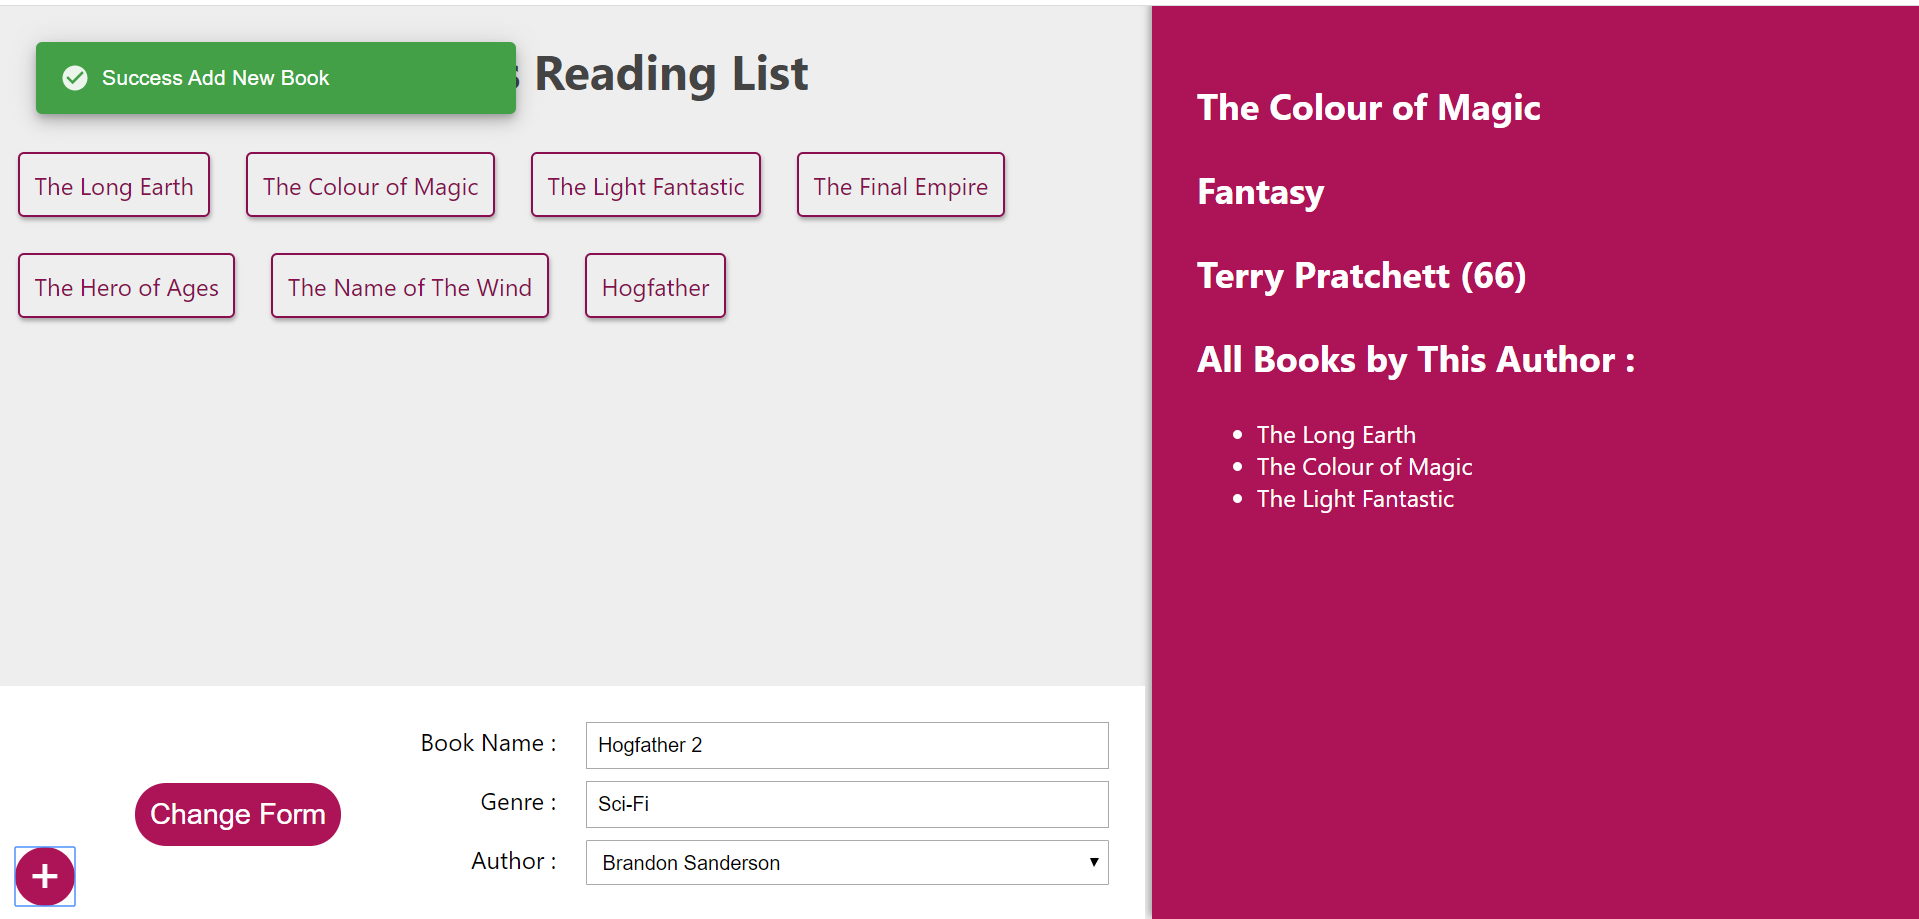 Success Add New Book
Reading List
The Long Earth
The Colour of Magic
The Light Fantastic
The Final Empire
The Hero of Ages
The Name of The Wind
Hogfather
Book Name :
Hogfather 2
Change Form
Genre :
Sci-Fi
Author :
Brandon Sanderson
+
The Colour of Magic
Fantasy
Terry Pratchett (66)
All Books by This Author :
• The Long Earth
• The Colour of Magic
• The Light Fantastic